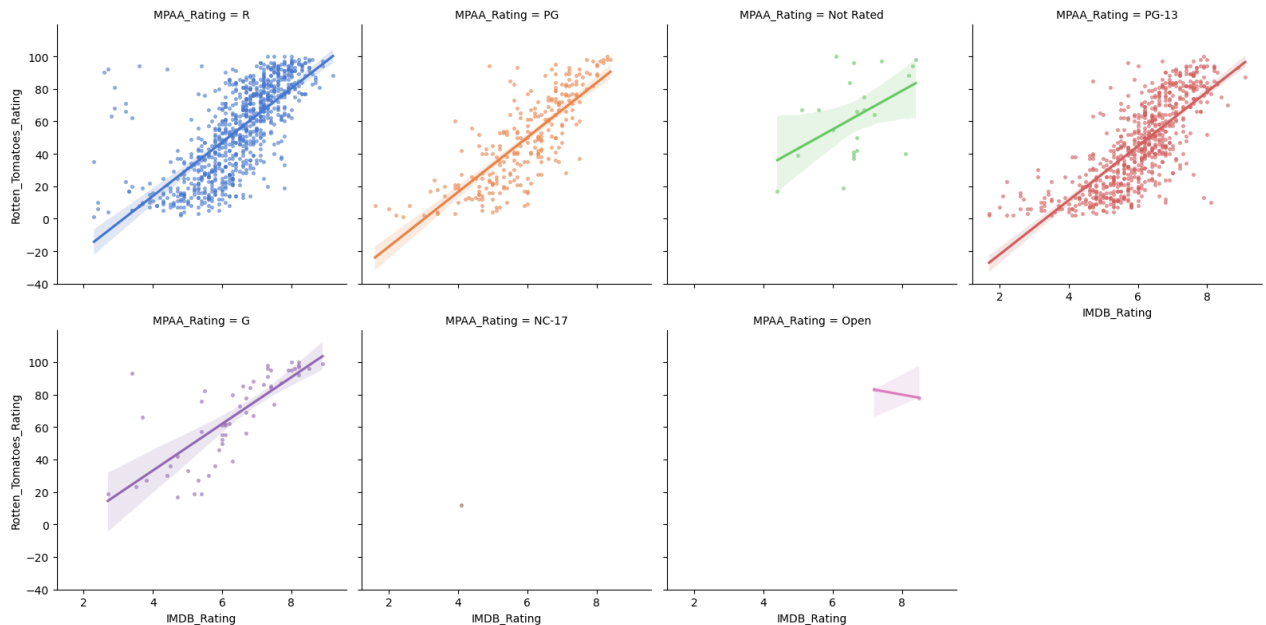 MPAA_Rating = R
MPAA_Rating = PG
MPAA_Rating = Not Rated
MPAA_Rating = PG-13
Rotten_Tomatoes_Rating
100
80
60
40
20
0
−20
−40
2 4 6 8
IMDB_Rating
MPAA_Rating = G
MPAA_Rating = NC-17
MPAA_Rating = Open
Rotten_Tomatoes_Rating
100
80
60
40
20
0
−20
−40
2 4 6 8
2 4 6 8
2 4 6 8
IMDB_Rating
IMDB_Rating
IMDB_Rating